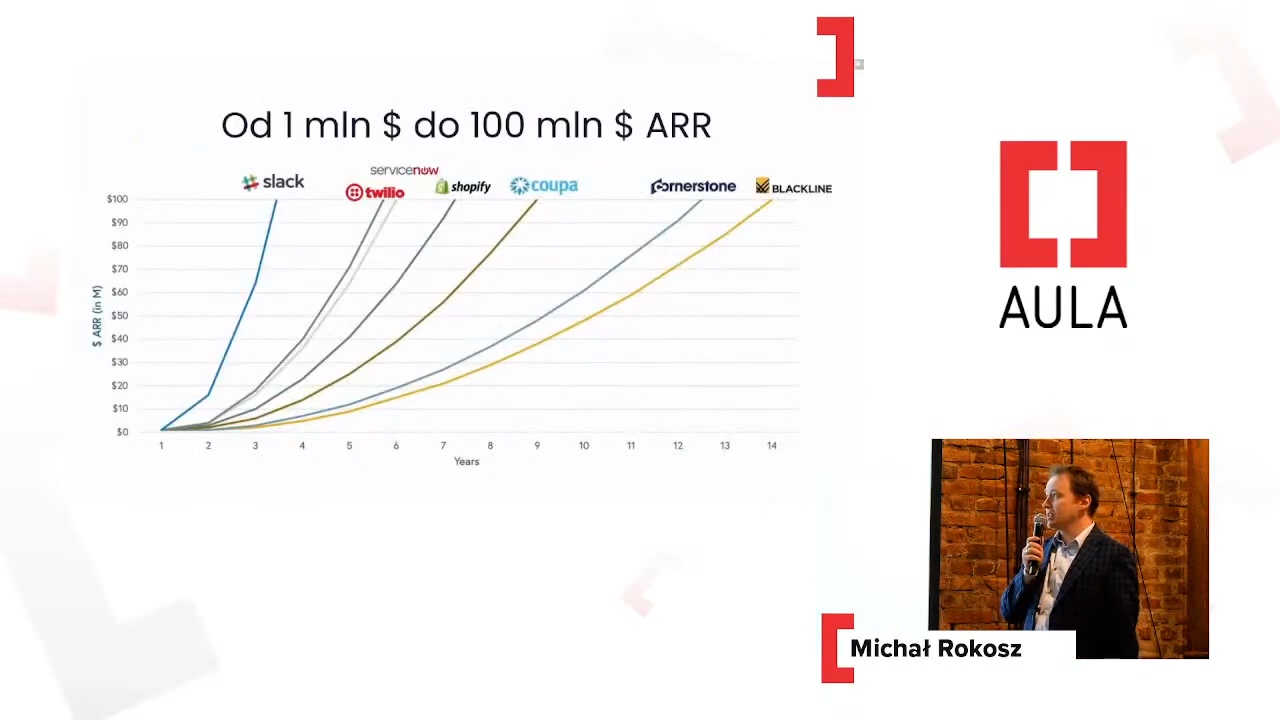 Od 1 mln $ do 100 mln $ ARR
slack
servicenow
twilio
shopify
coupa
cornerstone
BLACKLINE
$100
$90
$80
$70
$60
$50
$40
$30
$20
$10
$0
$ ARR (in M)
1 2 3 4 5 6 7 8 9 10 11 12 13 14
Years
AULA
Michał Rokosz